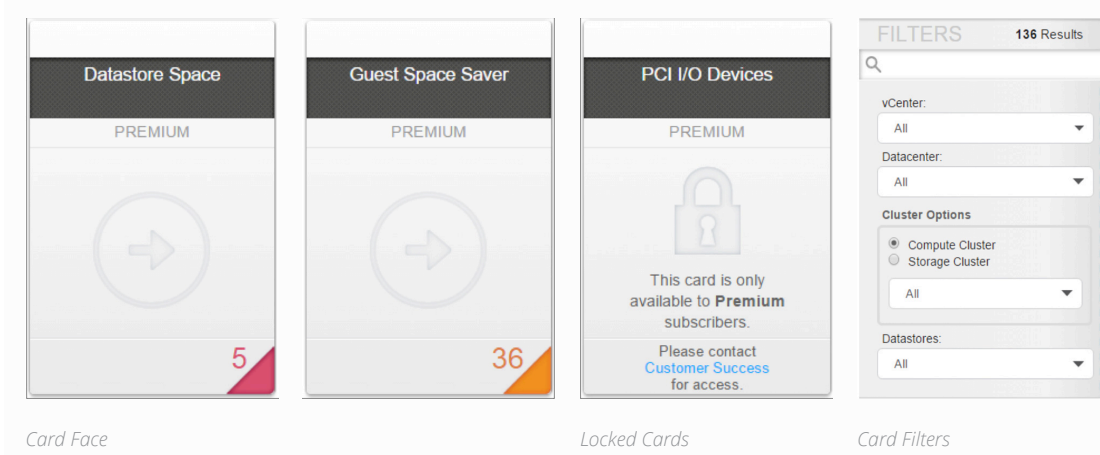 Datastore Space
PREMIUM
5
Guest Space Saver
PREMIUM
36
PCI I/O Devices
PREMIUM
This card is only
available to Premium
subscribers.
Please contact
Customer Success
for access.
FILTERS 136 Results
vCenter:
All
Datacenter:
All
Cluster Options
Compute Cluster
Storage Cluster
All
Datastores:
All
Card Face
Locked Cards
Card Filters